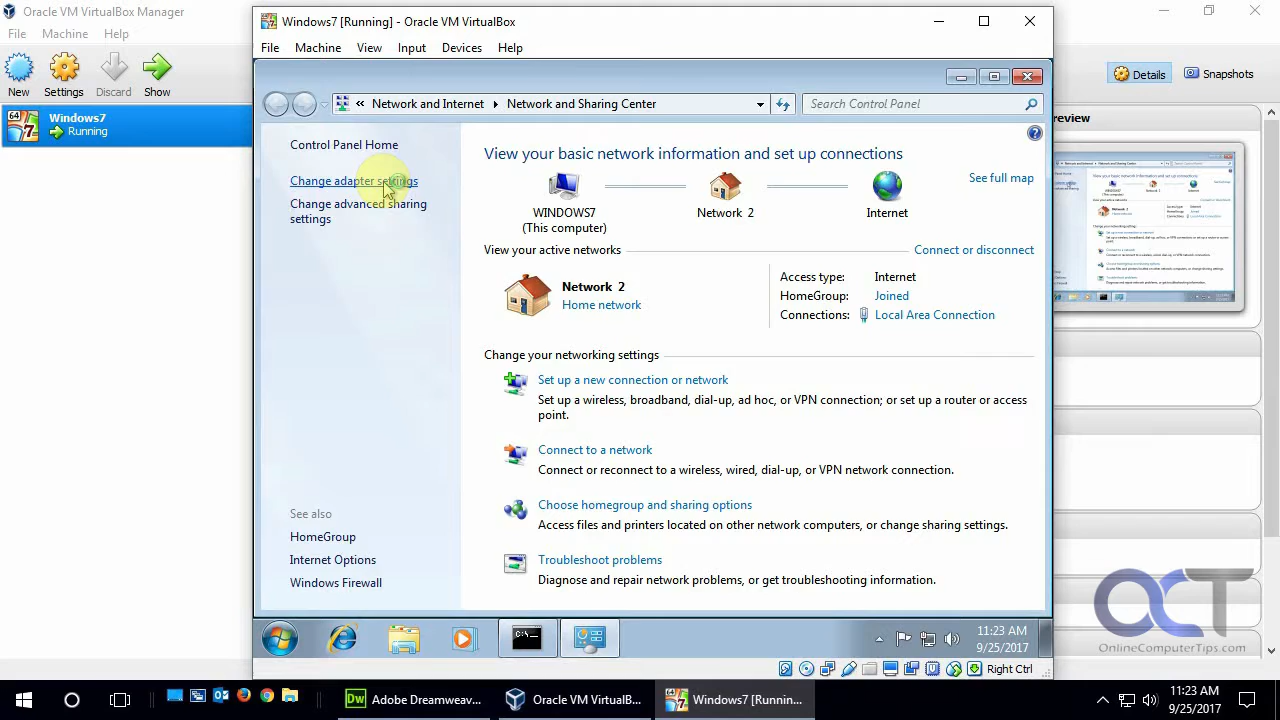 Oracle VM VirtualBox Manager
File Machine Help
New Settings Discard Show
64
7
Windows7
Running
Windows7 [Running] - Oracle VM VirtualBox
File Machine View Input Devices Help
« Network and Internet Network and Sharing Center
Search Control Panel
Control Panel Home
Change adapter settings
Change advanced sharing
settings
See also
HomeGroup
Internet Options
Windows Firewall
View your basic network information and set up connections
See full map
WINDOWS7
(This computer)
Network 2
Internet
View your active networks
Connect or disconnect
Network 2
Home network
Access type: Internet
HomeGroup: Joined
Connections: Local Area Connection
Change your networking settings
Set up a new connection or network
Set up a wireless, broadband, dial-up, ad hoc, or VPN connection; or set up a router or access
point.
Connect to a network
Connect or reconnect to a wireless, wired, dial-up, or VPN network connection.
Choose homegroup and sharing options
Access files and printers located on other network computers, or change sharing settings.
Troubleshoot problems
Diagnose and repair network problems, or get troubleshooting information.
11:23 AM
9/25/2017
Right Ctrl
Details Snapshots
review
OCT
OnlineComputerTips.com
Dw Adobe Dreamweav...
Oracle VM VirtualB...
Windows7 [Runnin...
11:23 AM
9/25/2017